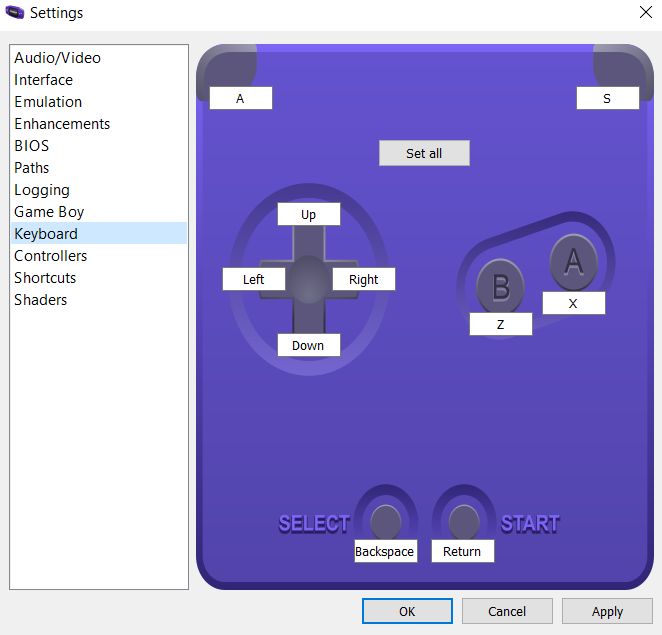 Settings
Audio/Video
Interface
Emulation
Enhancements
BIOS
Paths
Logging
Game Boy
Keyboard
Controllers
Shortcuts
Shaders
A
S
Set all
Up
Left
Right
Down
A
B
X
Z
SELECT
START
Backspace
Return
OK
Cancel
Apply